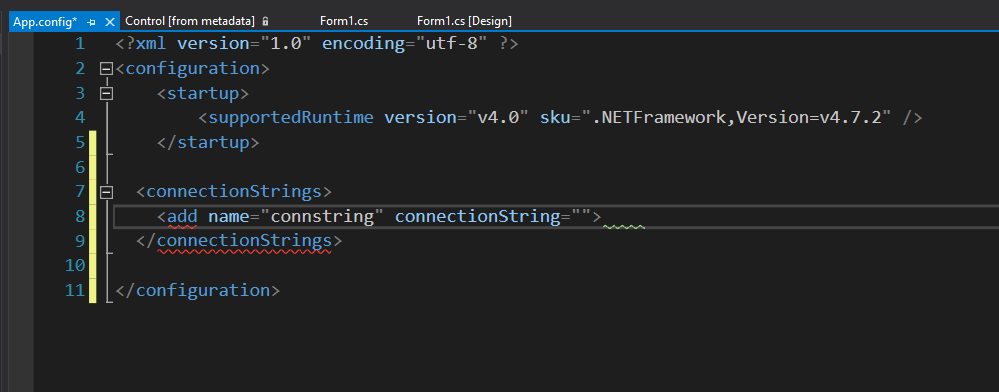 App.config* Control [from metadata] Form1.cs Form1.cs [Design]
1 <?xml version="1.0" encoding="utf-8" ?>
2 <configuration>
3 <startup>
4 <supportedRuntime version="v4.0" sku=".NETFramework,Version=v4.7.2" />
5 </startup>
6
7 <connectionStrings>
8 <add name="connstring" connectionString="">
9 </connectionStrings>
10
11 </configuration>